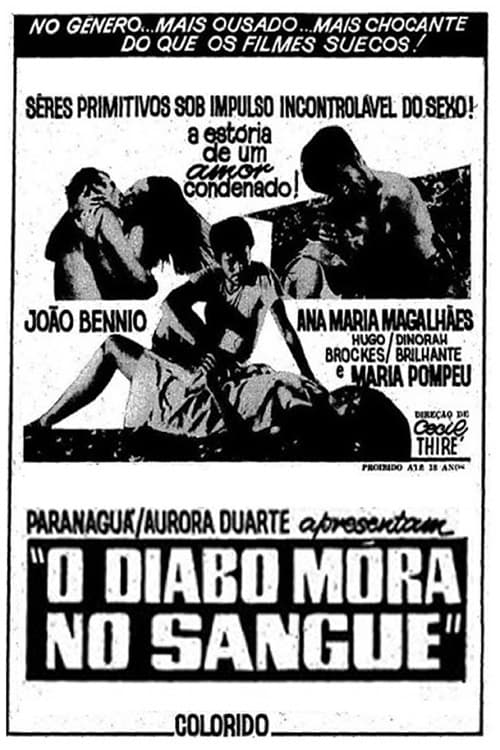 NO GÊNERO...MAIS OUSADO...MAIS CHOCANTE
DO QUE OS FILMES SUECOS!
SÊRES PRIMITIVOS SOB IMPULSO INCONTROLÁVEL DO SEXO!
a estória
de um
amor
condenado!
JOÃO BENNIO
ANA MARIA MAGALHÃES
HUGO/DINORAH
BROCKES/BRILHANTE
e MARIA POMPEU
DIREÇÃO DE
Cecil
THIRÉ
PROIBIDO ATÉ 18 ANOS
PARANAGUÁ/AURORA DUARTE apresentam
"O DIABO MÓRA
NO SANGUE"
COLORIDO